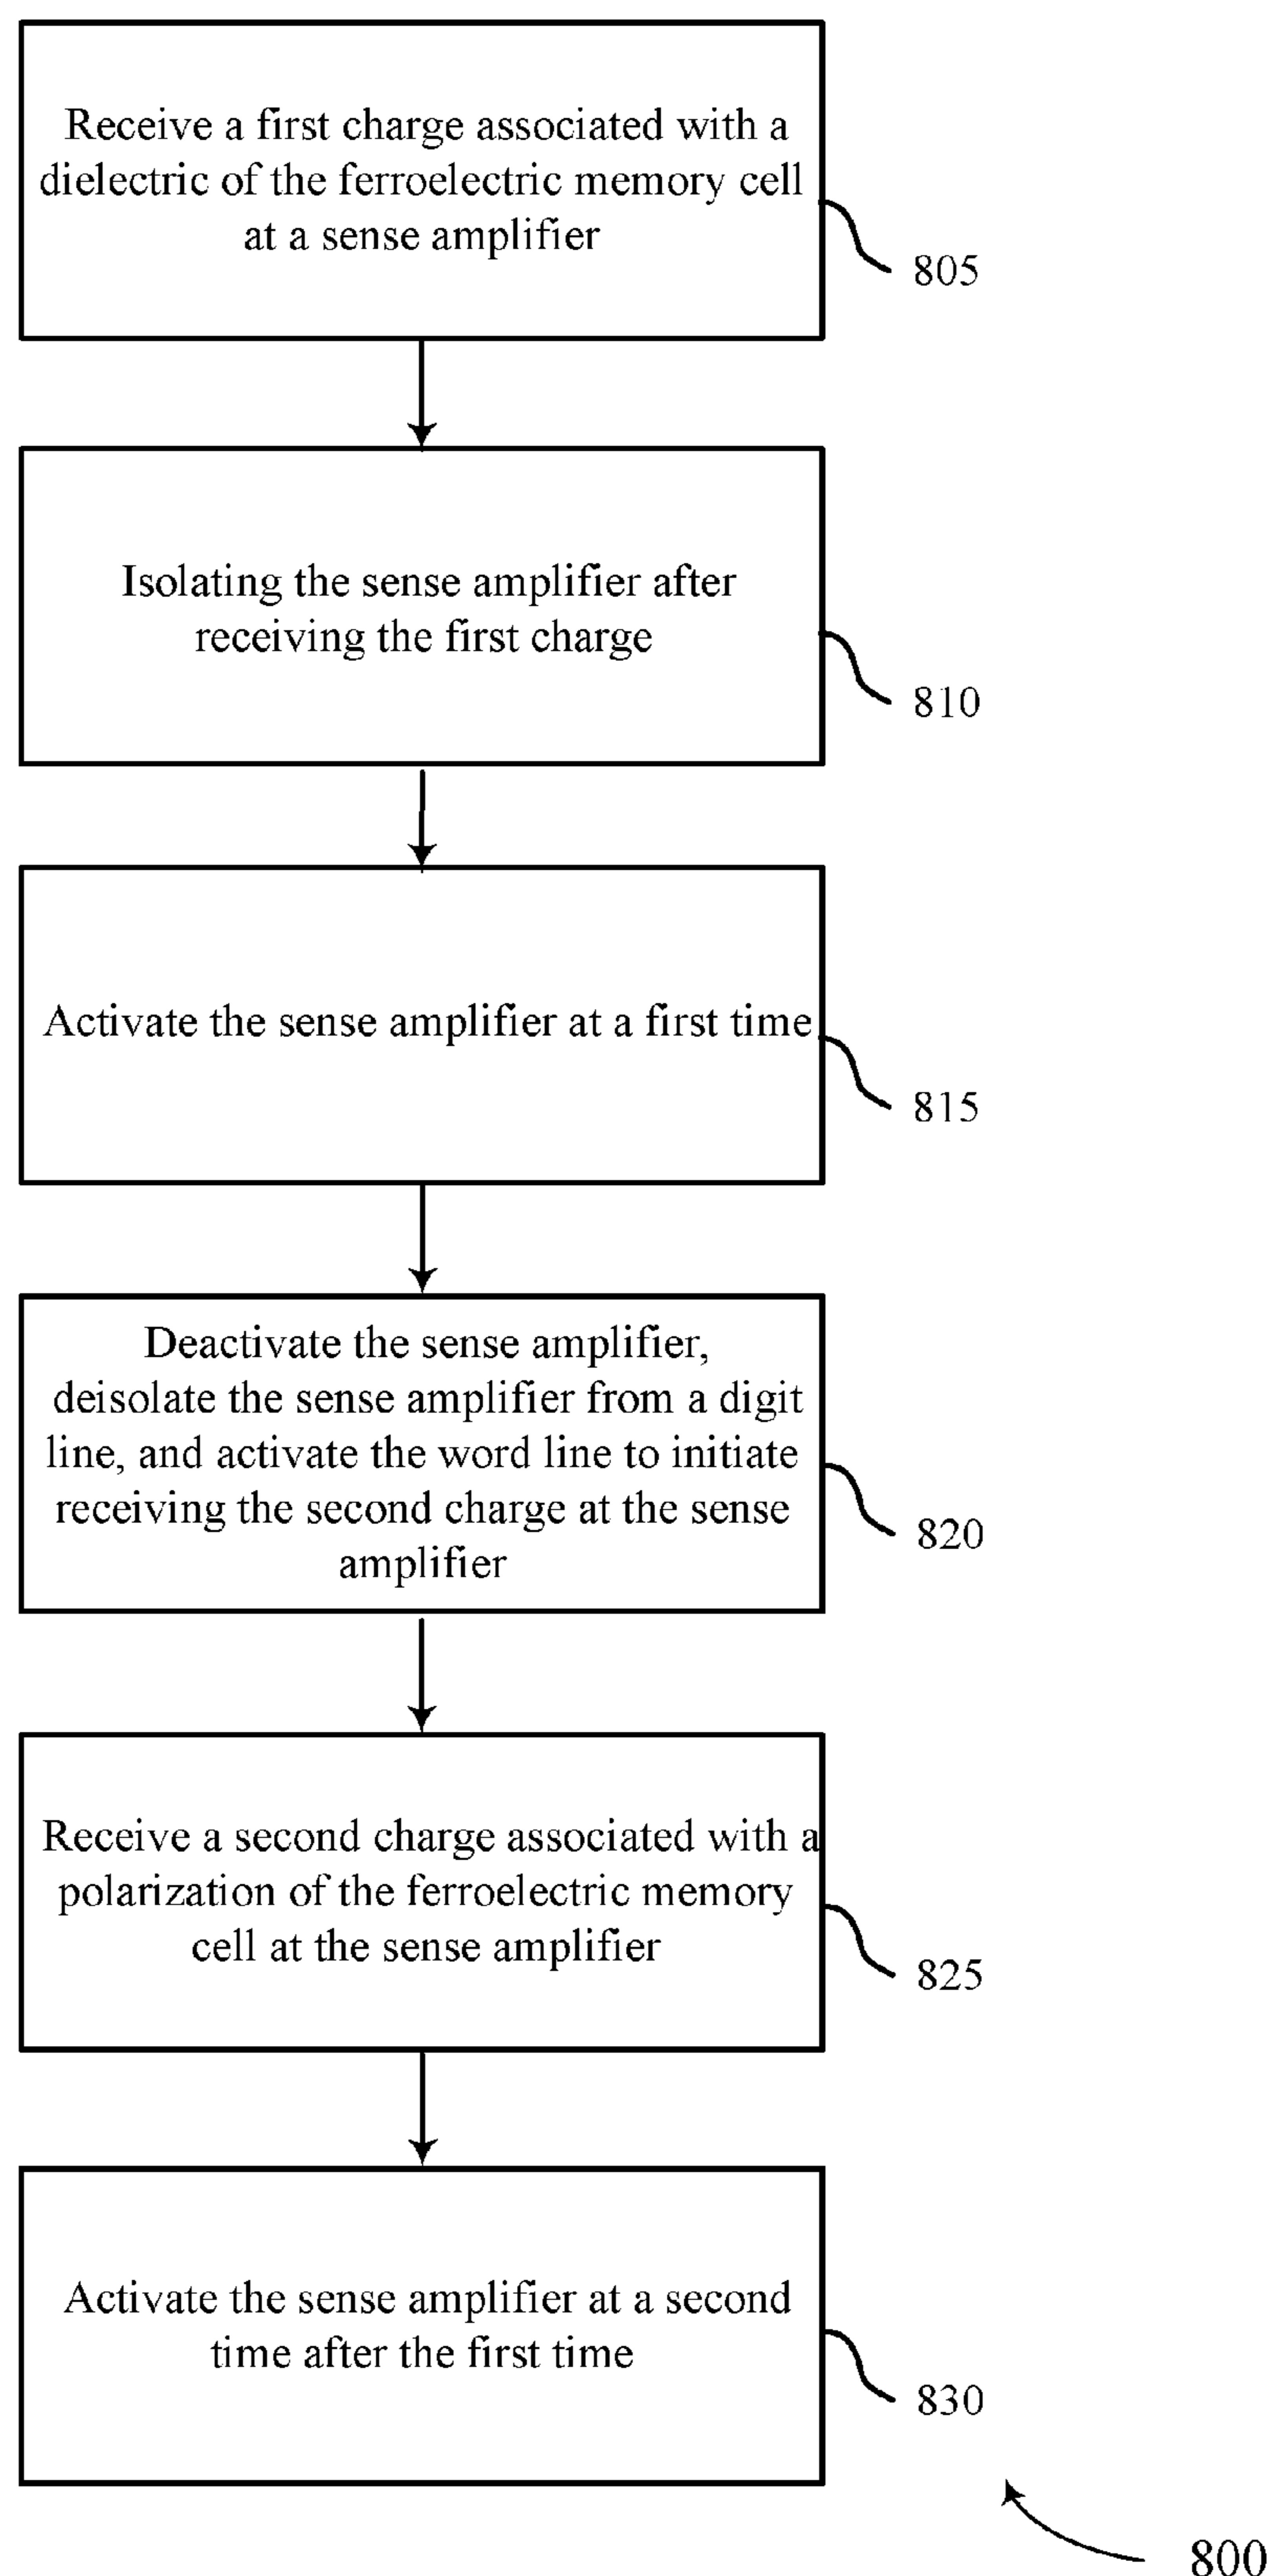 Receive a first charge associated with a
dielectric of the ferroelectric memory cell
at a sense amplifier
805
Isolating the sense amplifier after
receiving the first charge
810
Activate the sense amplifier at a first time
815
Deactivate the sense amplifier,
deisolate the sense amplifier from a digit
line, and activate the word line to initiate
receiving the second charge at the sense
amplifier
820
Receive a second charge associated with a
polarization of the ferroelectric memory
cell at the sense amplifier
825
Activate the sense amplifier at a second
time after the first time
830
800